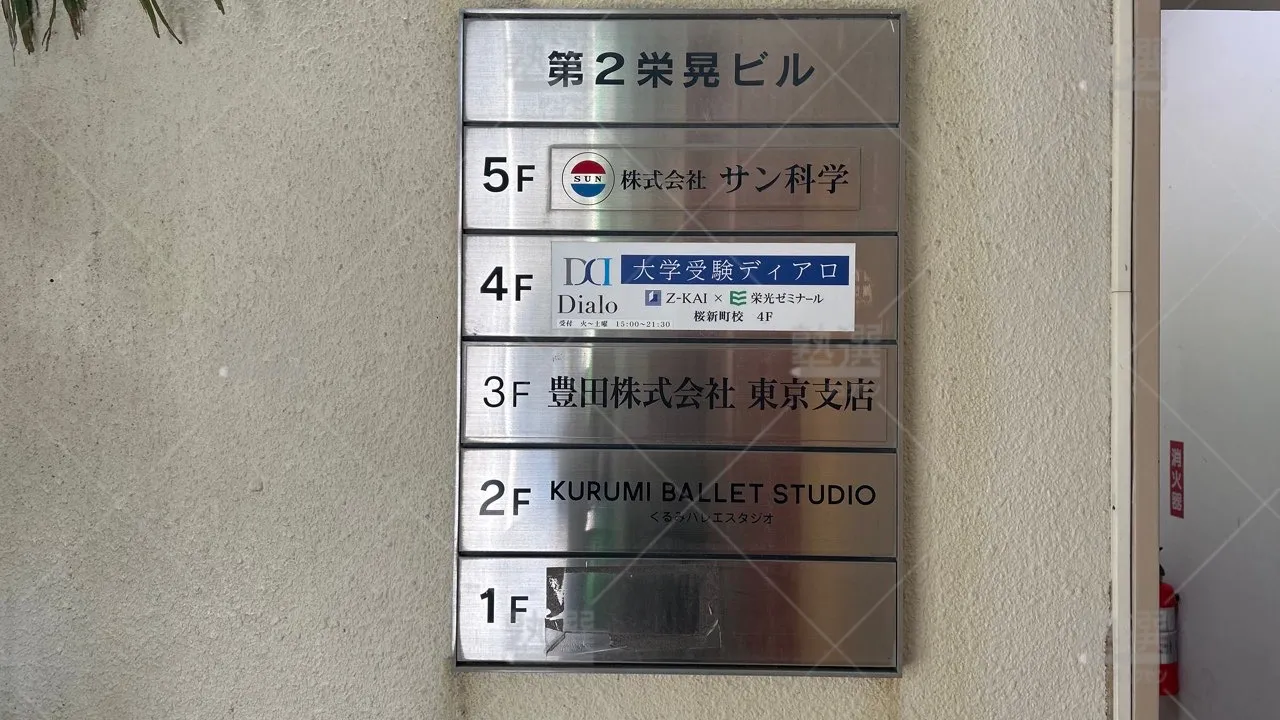 第2栄晃ビル
5F SUN 株式会社 サン科学
4F DD 大学受験ディアロ
Dialo Z-KAI × 栄光ゼミナール
桜新町校 4F
受付 火～土曜 15:00~21:30
3F 豊田株式会社 東京支店
2F KURUMI BALLET STUDIO
くるみバレエスタジオ
1F
消火器
塾選